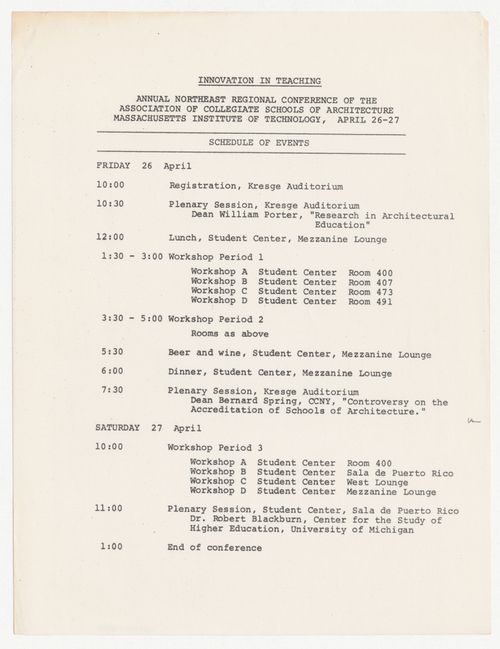 INNOVATION IN TEACHING
ANNUAL NORTHEAST REGIONAL CONFERENCE OF THE
ASSOCIATION OF COLLEGIATE SCHOOLS OF ARCHITECTURE
MASSACHUSETTS INSTITUTE OF TECHNOLOGY, APRIL 26-27
SCHEDULE OF EVENTS
FRIDAY 26 April
10:00 Registration, Kresge Auditorium
10:30 Plenary Session, Kresge Auditorium
Dean William Porter, "Research in Architectural
Education"
12:00 Lunch, Student Center, Mezzanine Lounge
1:30 - 3:00 Workshop Period 1
Workshop A Student Center Room 400
Workshop B Student Center Room 407
Workshop C Student Center Room 473
Workshop D Student Center Room 491
3:30 - 5:00 Workshop Period 2
Rooms as above
5:30 Beer and wine, Student Center, Mezzanine Lounge
6:00 Dinner, Student Center, Mezzanine Lounge
7:30 Plenary Session, Kresge Auditorium
Dean Bernard Spring, CCNY, "Controversy on the
Accreditation of Schools of Architecture."
SATURDAY 27 April
10:00 Workshop Period 3
Workshop A Student Center Room 400
Workshop B Student Center Sala de Puerto Rico
Workshop C Student Center West Lounge
Workshop D Student Center Mezzanine Lounge
11:00 Plenary Session, Student Center, Sala de Puerto Rico
Dr. Robert Blackburn, Center for the Study of
Higher Education, University of Michigan
1:00 End of conference